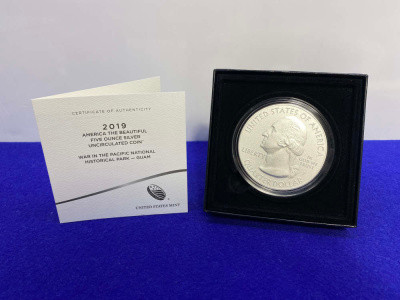 CERTIFICATE OF AUTHENTICITY
2019
AMERICA THE BEAUTIFUL
FIVE OUNCE SILVER
UNCIRCULATED COIN™
WAR IN THE PACIFIC NATIONAL
HISTORICAL PARK – GUAM
UNITED STATES MINT
UNITED STATES OF AMERICA
LIBERTY